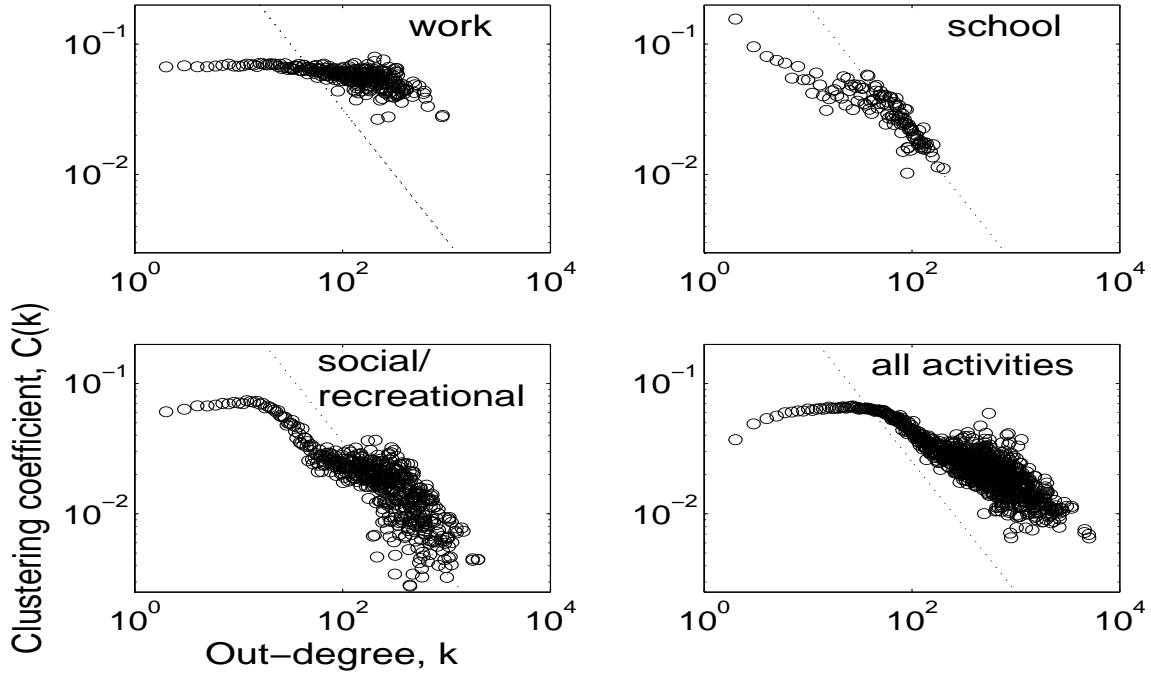 work
10^−1
10^−2
10^0 10^2 10^4
school
10^−1
10^−2
10^0 10^2 10^4
social/
recreational
10^−1
10^−2
10^0 10^2 10^4
all activities
10^−1
10^−2
10^0 10^2 10^4
Clustering coefficient, C(k)
Out−degree, k